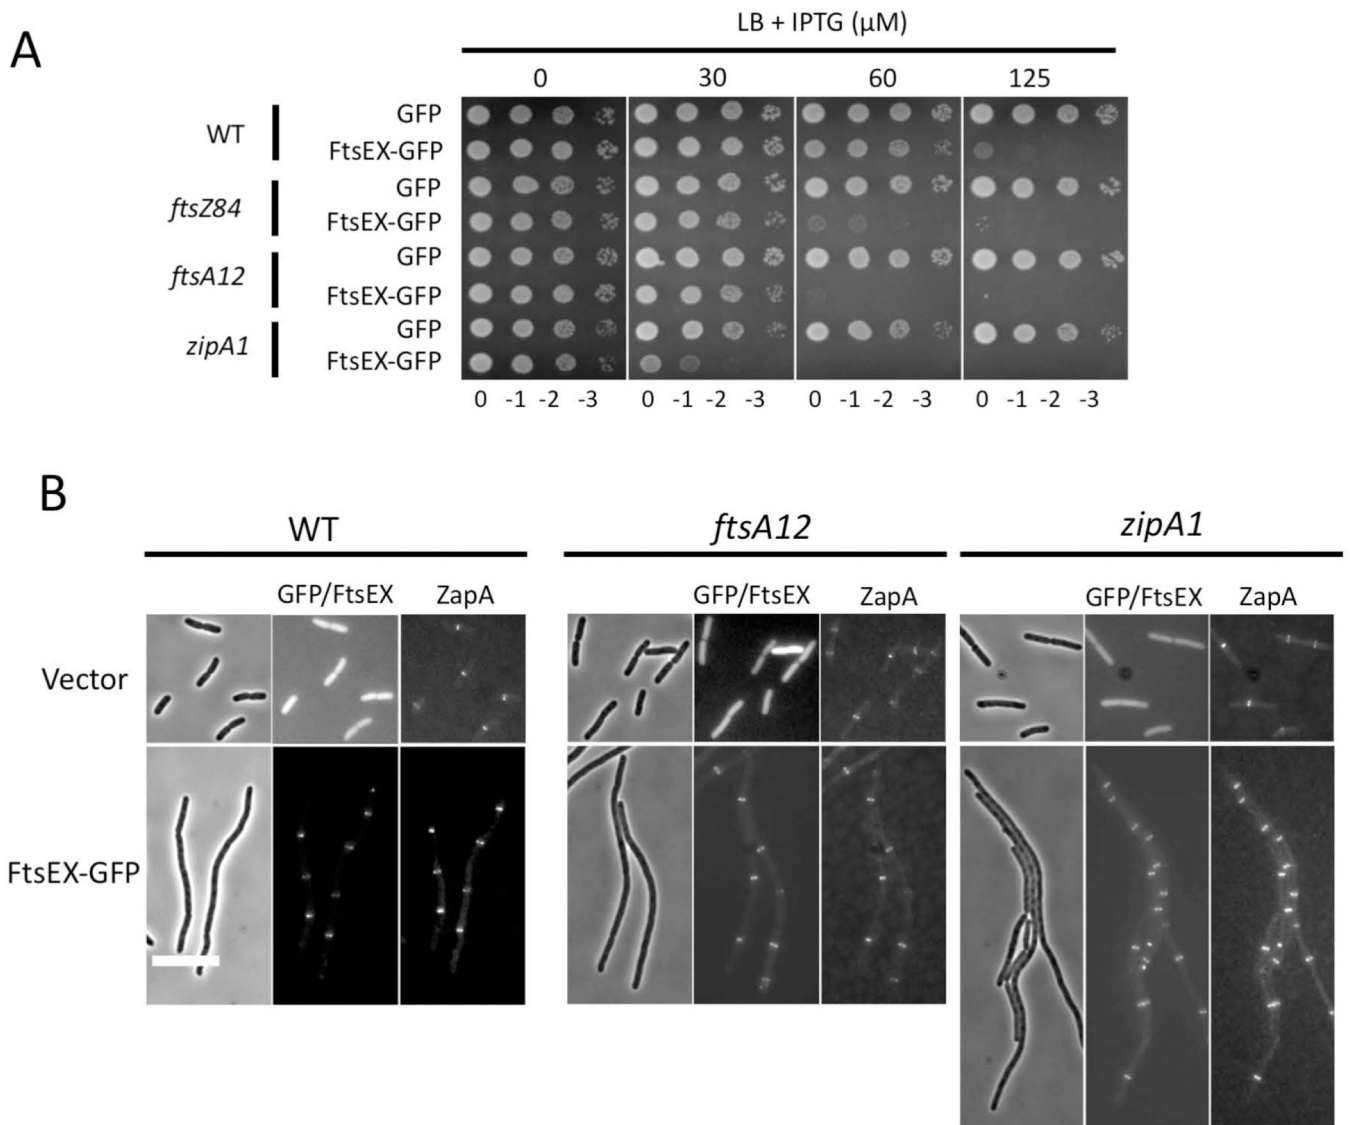 A
LB + IPTG (μM)
0 30 60 125
WT
GFP
FtsEX-GFP
ftsZ84
GFP
FtsEX-GFP
ftsA12
GFP
FtsEX-GFP
zipA1
GFP
FtsEX-GFP
0 -1 -2 -3 0 -1 -2 -3 0 -1 -2 -3 0 -1 -2 -3
B
WT ftsA12 zipA1
GFP/FtsEX ZapA GFP/FtsEX ZapA GFP/FtsEX ZapA
Vector
FtsEX-GFP